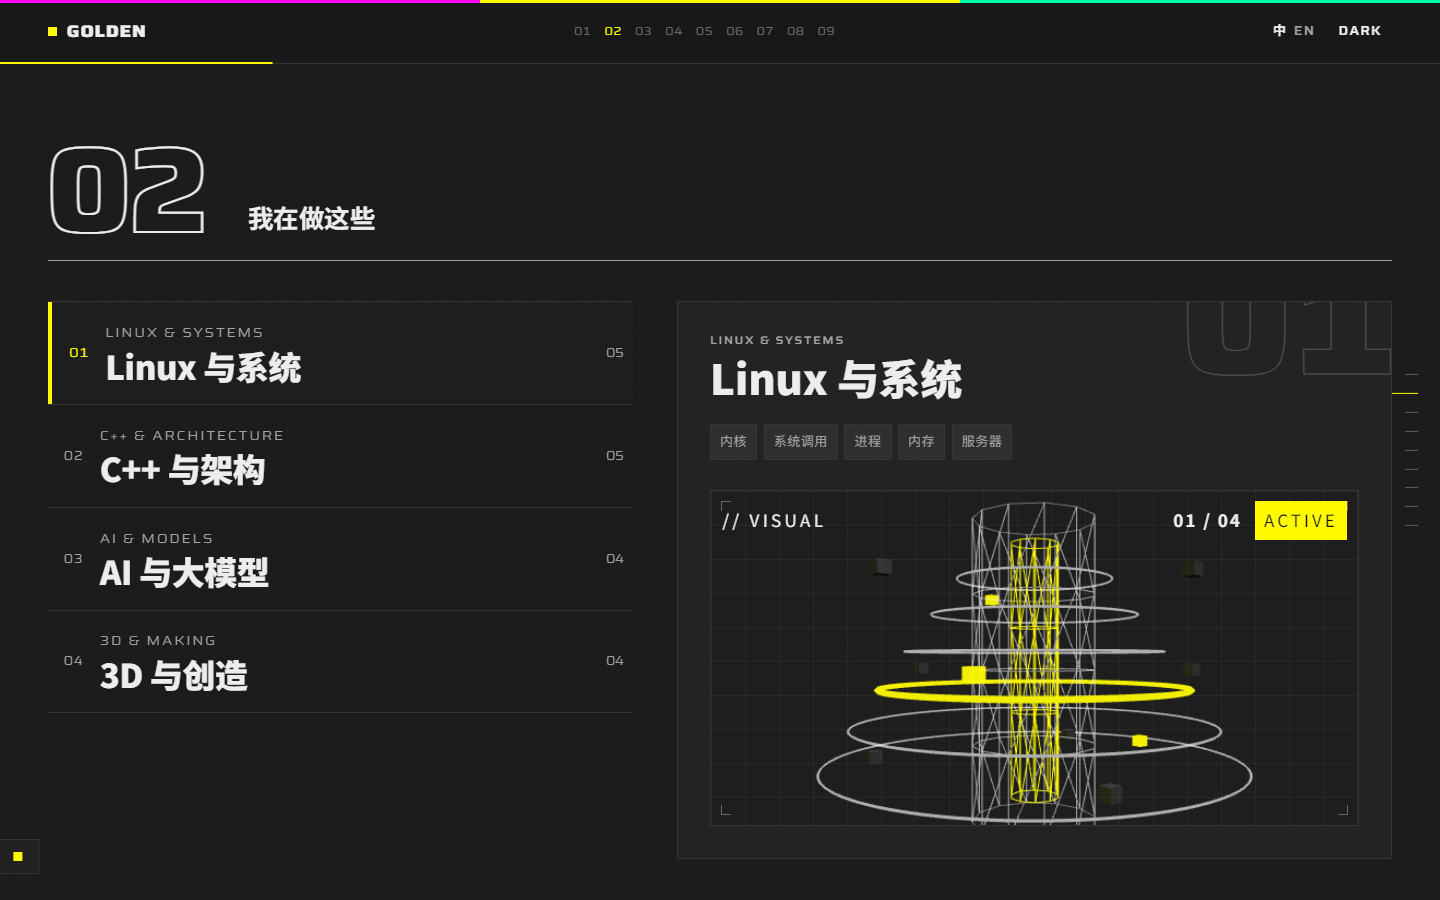 GOLDEN
01 02 03 04 05 06 07 08 09
中 EN DARK
02
我在做这些
01
LINUX & SYSTEMS
Linux 与系统
05
02
C++ & ARCHITECTURE
C++ 与架构
05
03
AI & MODELS
AI 与大模型
04
04
3D & MAKING
3D 与创造
04
01
LINUX & SYSTEMS
Linux 与系统
内核 系统调用 进程 内存 服务器
// VISUAL
01 / 04 ACTIVE